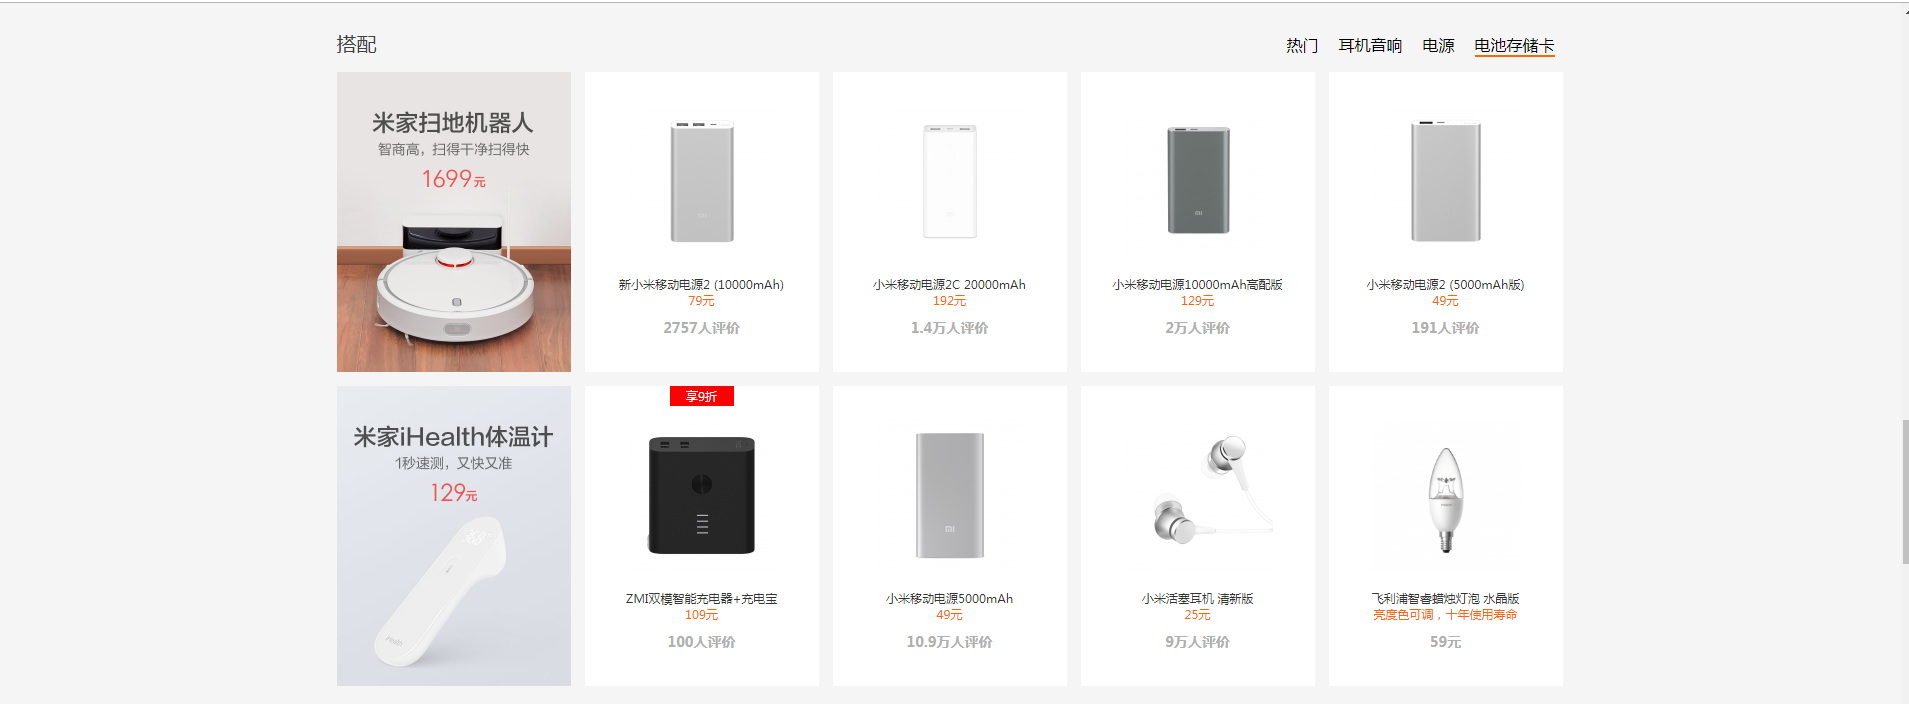 搭配
热门 耳机音响 电源 电池存储卡
米家扫地机器人
智商高，扫得干净扫得快
1699元
新小米移动电源2 (10000mAh)
79元
2757人评价
小米移动电源2C 20000mAh
192元
1.4万人评价
小米移动电源10000mAh高配版
129元
2万人评价
小米移动电源2 (5000mAh版)
49元
191人评价
米家iHealth体温计
1秒速测，又快又准
129元
iHealth
享9折
ZMI双模智能充电器+充电宝
109元
100人评价
小米移动电源5000mAh
49元
10.9万人评价
小米活塞耳机 清新版
25元
9万人评价
飞利浦智睿蜡烛灯泡 水晶版
亮度色可调，十年使用寿命
59元